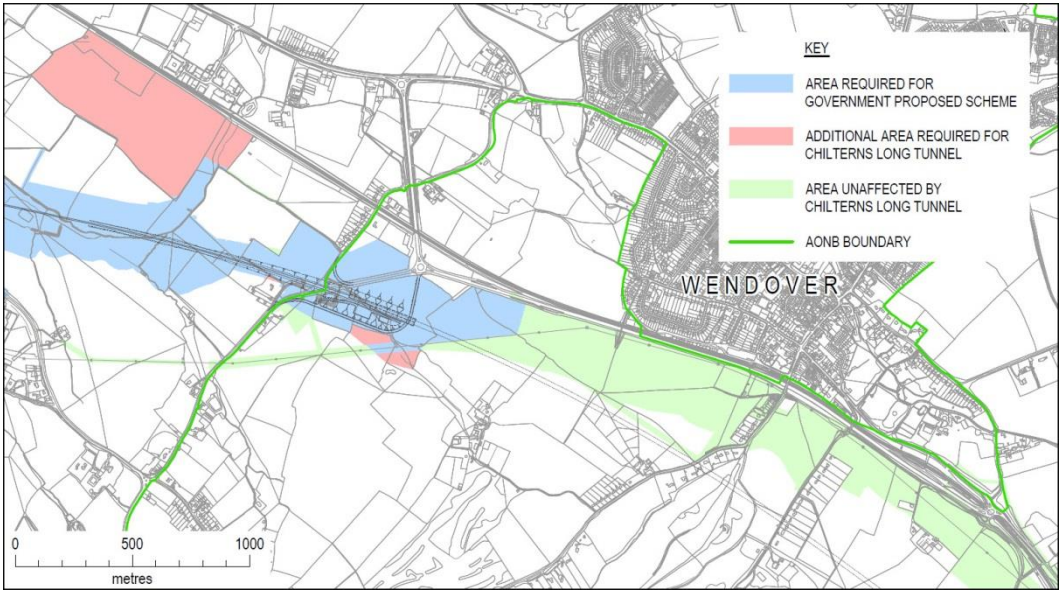 KEY
AREA REQUIRED FOR
GOVERNMENT PROPOSED SCHEME
ADDITIONAL AREA REQUIRED FOR
CHILTERNS LONG TUNNEL
AREA UNAFFECTED BY
CHILTERNS LONG TUNNEL
AONB BOUNDARY
WENDOVER
0 500 1000
metres